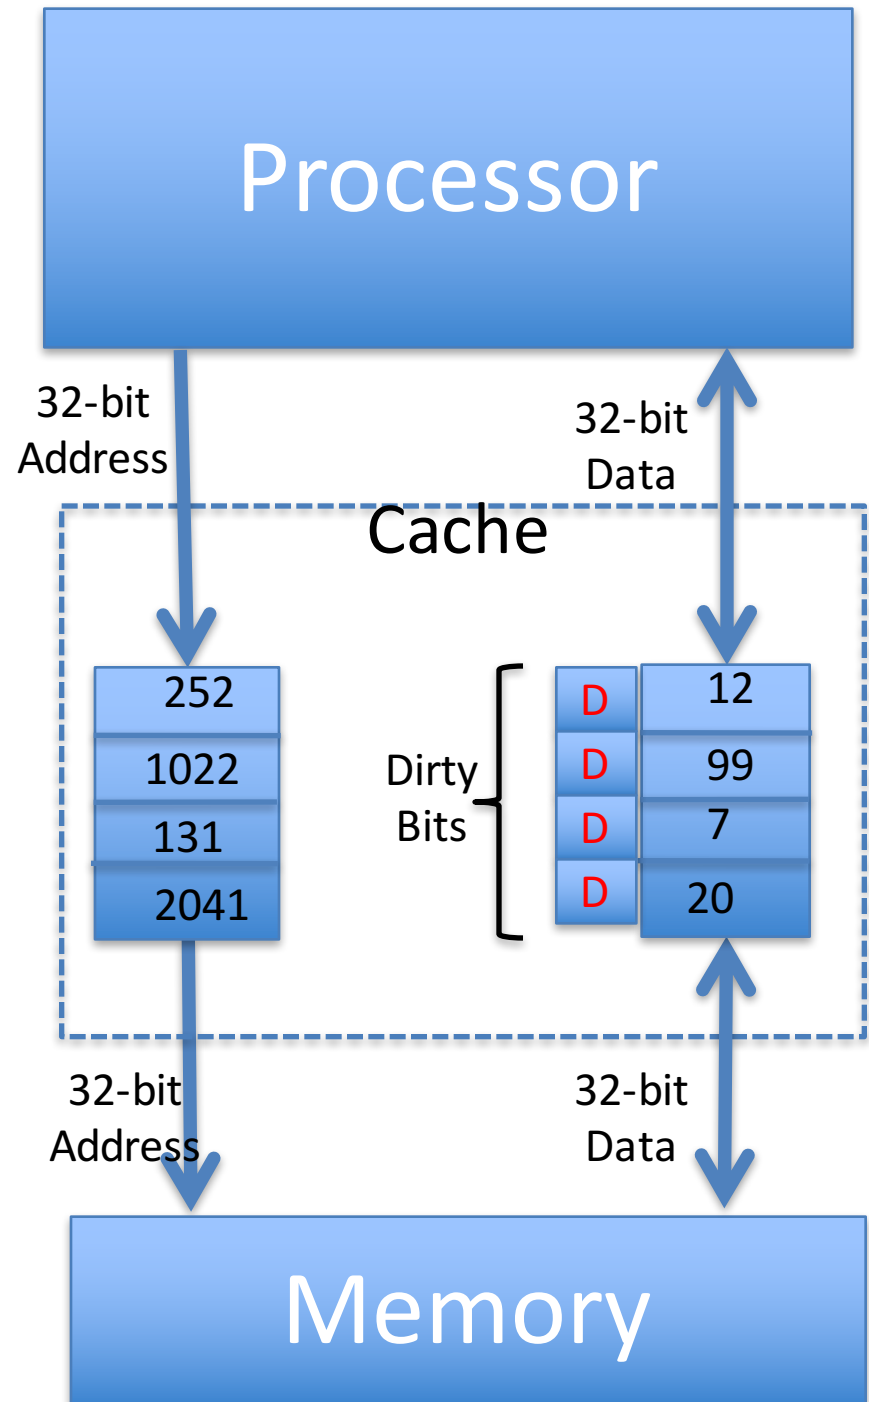 Processor
32-bit
Address
32-bit
Data
Cache
252
1022
131
2041
Dirty
Bits
D
D
D
D
12
99
7
20
32-bit
Address
32-bit
Data
Memory